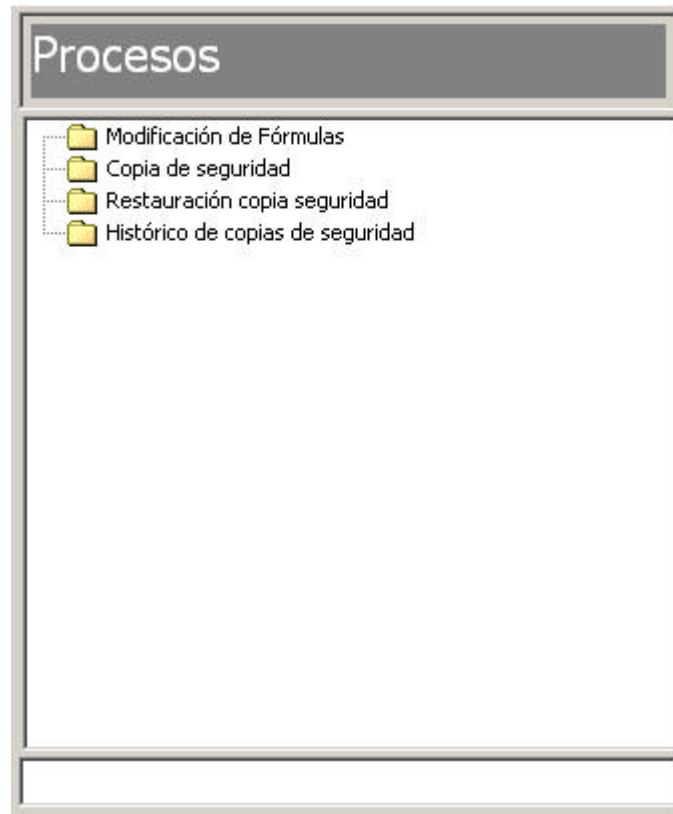 Procesos
Modificación de Fórmulas
Copia de seguridad
Restauración copia seguridad
Histórico de copias de seguridad